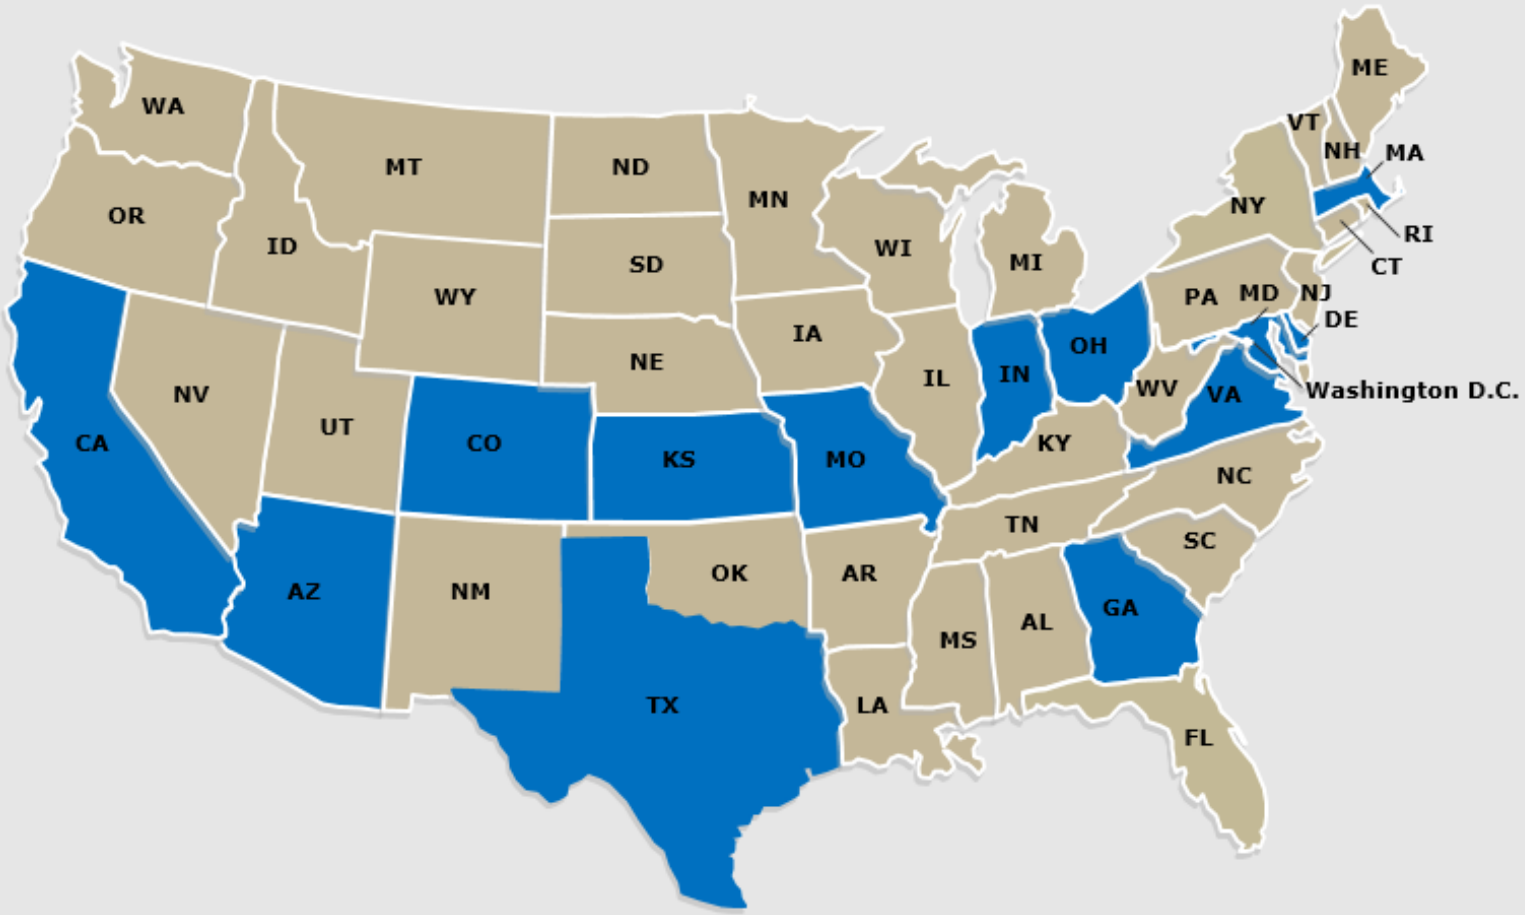 ME
WA
VT
NH
MA
MT
ND
MN
NY
OR
RI
ID
WI
SD
MI
CT
WY
PA
MD
NJ
DE
IA
OH
NE
IN
IL
WV
VA
Washington D.C.
NV
UT
CA
CO
KS
MO
KY
NC
TN
SC
AZ
NM
OK
AR
GA
AL
MS
TX
LA
FL